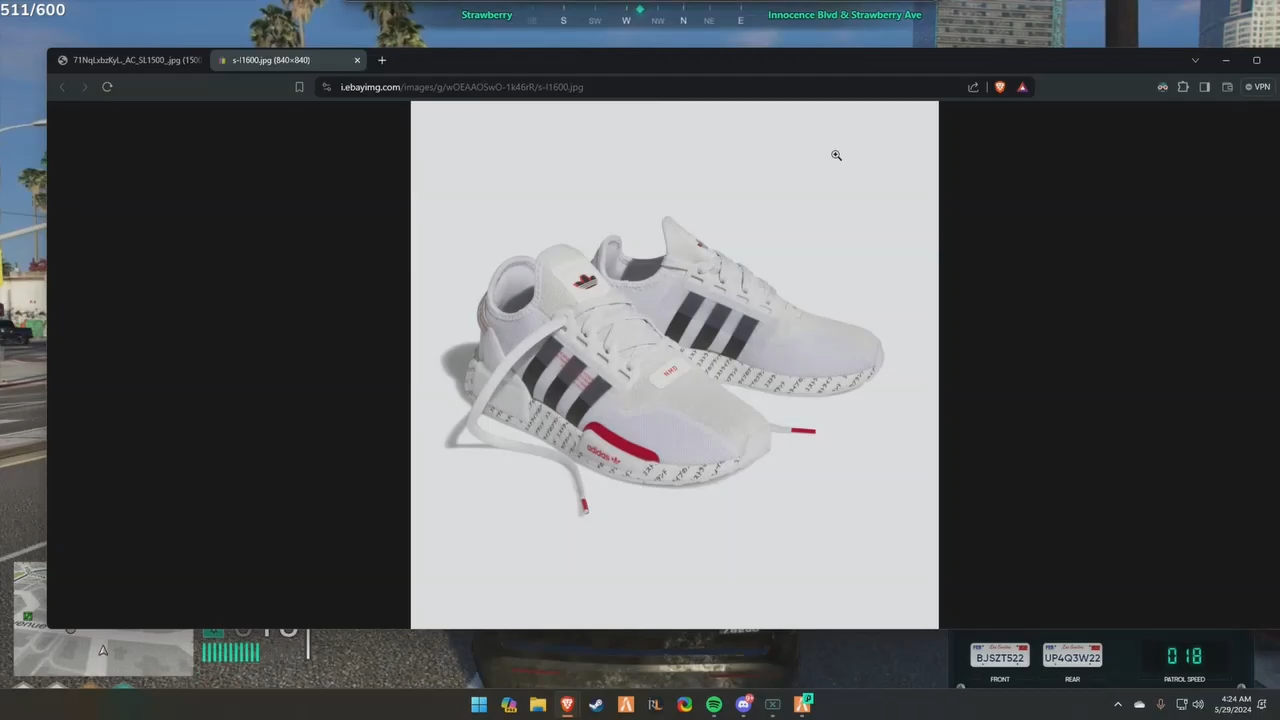 511/600
Strawberry
S SW W NW N NE E
Innocence Blvd & Strawberry Ave
71NqLxbzKyL._AC_SL1500_.jpg (150
s-l1600.jpg (840×840)
i.ebayimg.com/images/g/wOEAAOSwO-1k46rR/s-l1600.jpg
VPN
NMD
adidas
BJSZT522
UP4Q3W22
018
FRONT
REAR
PATROL SPEED
4:24 AM
5/29/2024